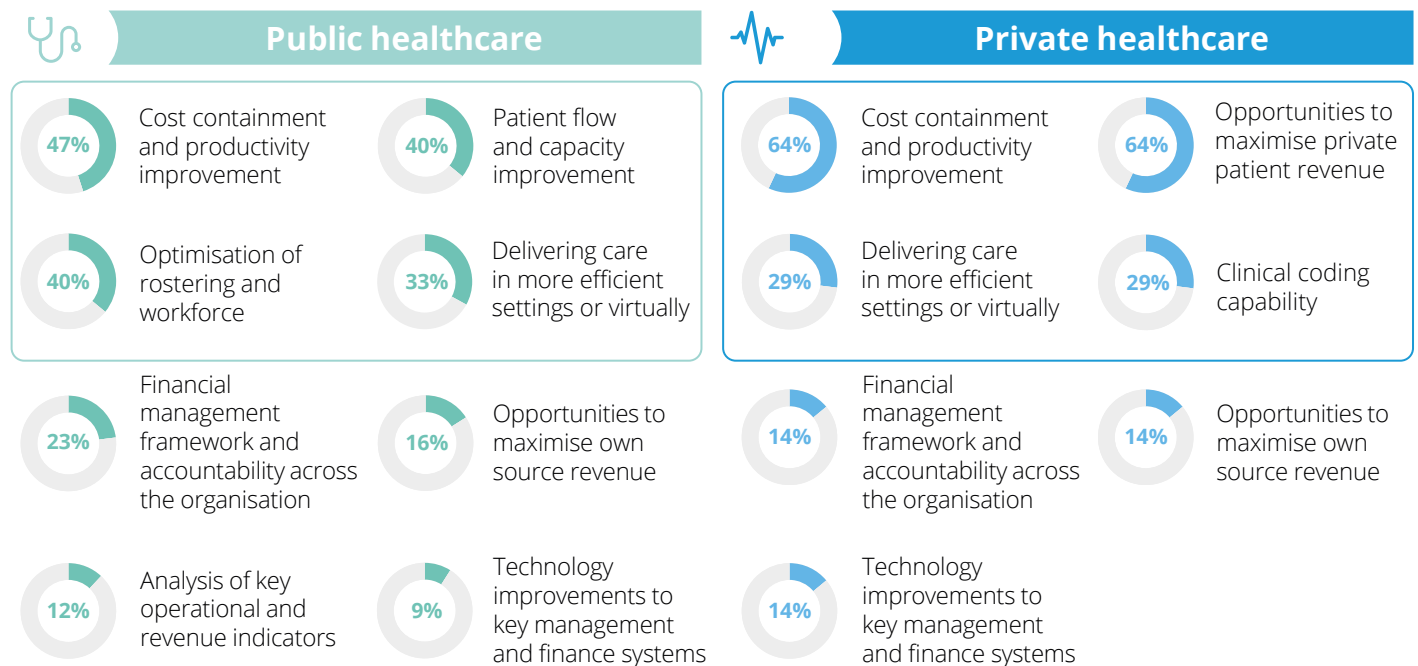 Public healthcare
47%
Cost containment
and productivity
improvement
40%
Patient flow
and capacity
improvement
40%
Optimisation of
rostering and
workforce
33%
Delivering care
in more efficient
settings or virtually
23%
Financial
management
framework and
accountability across
the organisation
16%
Opportunities to
maximise own
source revenue
12%
Analysis of key
operational and
revenue indicators
9%
Technology
improvements to
key management
and finance systems
Private healthcare
64%
Cost containment
and productivity
improvement
64%
Opportunities to
maximise private
patient revenue
29%
Delivering care
in more efficient
settings or virtually
29%
Clinical coding
capability
14%
Financial
management
framework and
accountability across
the organisation
14%
Opportunities to
maximise own
source revenue
14%
Technology
improvements to
key management
and finance systems